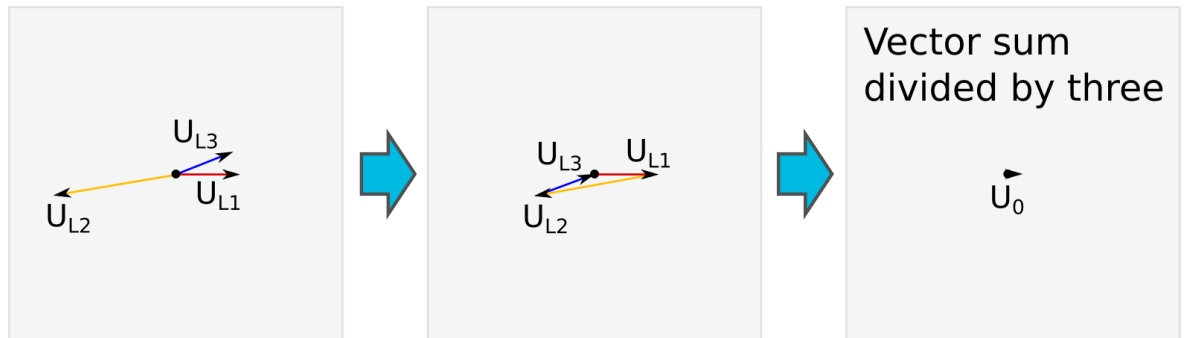 U_L3
U_L1
U_L2
U_L3
U_L1
U_L2
Vector sum
divided by three
U_0